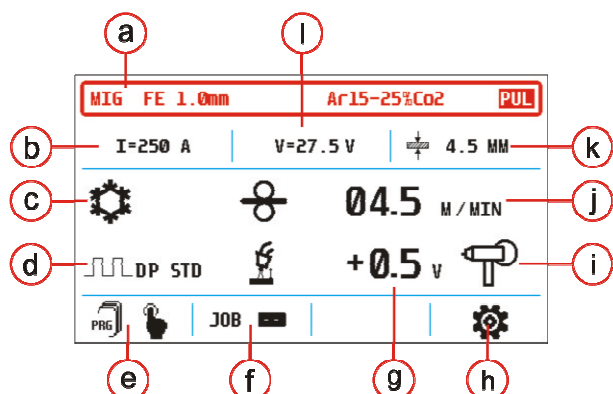 a l
MIG FE 1.0mm Ar15-25%Co2 PUL
b I=250 A V=27.5 V 4.5 MM k
c 04.5 M/MIN j
d DP STD +0.5 V i
PRG JOB --
e f g h